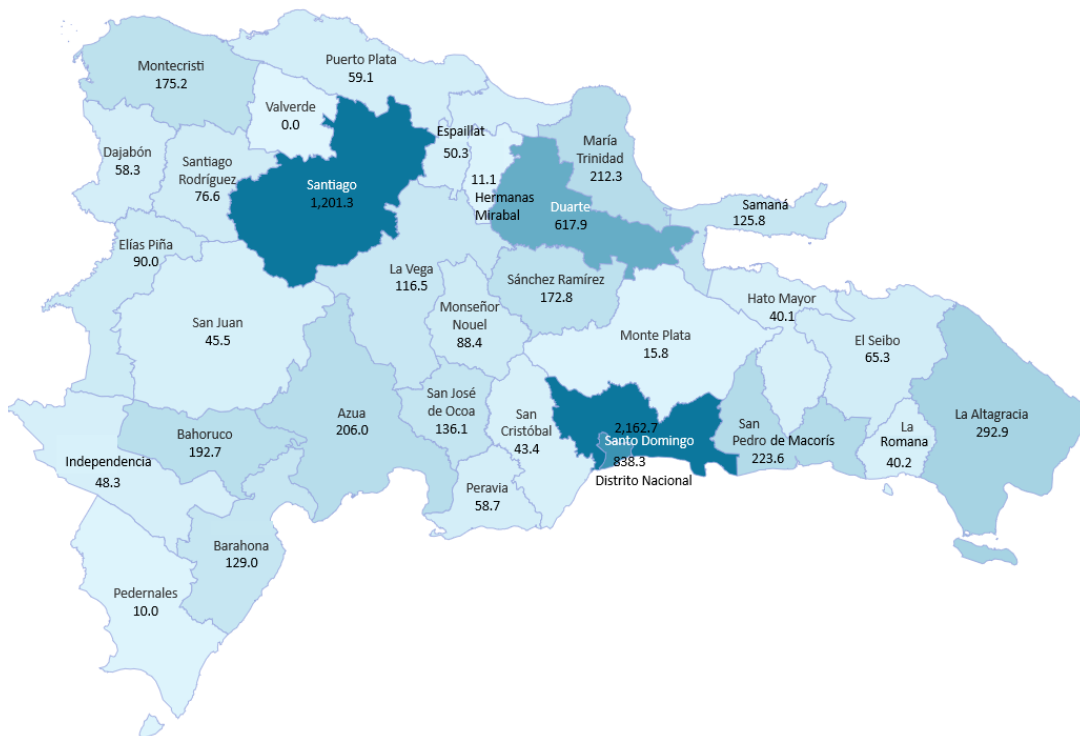 Puerto Plata
59.1
Montecristi
175.2
Valverde
0.0
Espaillat
50.3
María
Trinidad
212.3
Dajabón
58.3
Santiago
Rodríguez
76.6
Santiago
1,201.3
11.1
Hermanas
Mirabal
Duarte
617.9
Samaná
125.8
Elías Piña
90.0
La Vega
116.5
Sánchez Ramírez
172.8
Hato Mayor
40.1
San Juan
45.5
Monseñor
Nouel
88.4
Monte Plata
15.8
El Seibo
65.3
San José
de Ocoa
136.1
Azua
206.0
San
Cristóbal
43.4
2,162.7
Santo Domingo
838.3
Distrito Nacional
San
Pedro de Macorís
223.6
La
Romana
40.2
La Altagracia
292.9
Bahoruco
192.7
Independencia
48.3
Peravia
58.7
Barahona
129.0
Pedernales
10.0